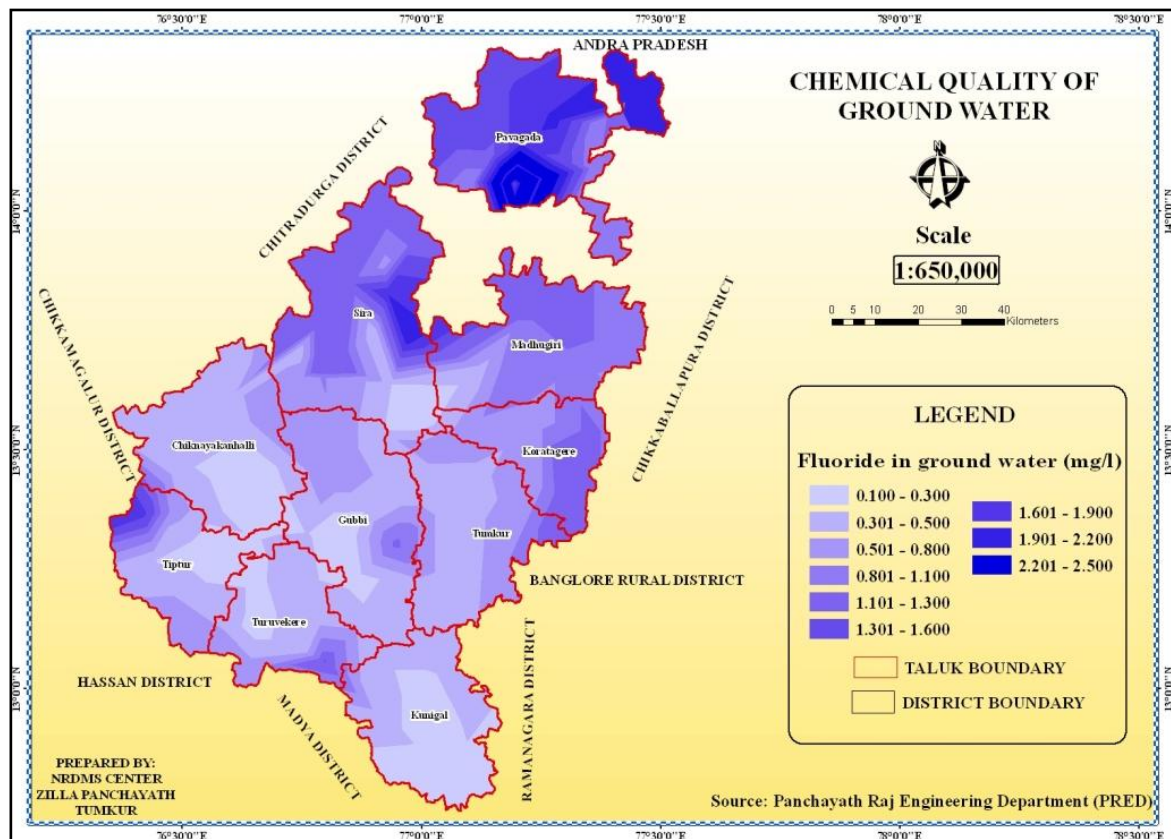 76°30'0"E
77°0'0"E
77°30'0"E
78°0'0"E
78°30'0"E
ANDRA PRADESH
CHEMICAL QUALITY OF
GROUND WATER
N
Scale
1:650,000
0 5 10 20 30 40
Kilometers
CHITRADURGA DISTRICT
CHIKKAMAGALUR DISTRICT
CHIKKABALLAPURA DISTRICT
BANGLORE RURAL DISTRICT
RAMANAGARA DISTRICT
MADYA DISTRICT
HASSAN DISTRICT
Pavagada
Sira
Madhugiri
Chiknayakanhalli
Koratagere
Gubbi
Tumkur
Tiptur
Turuvekere
Kunigal
LEGEND
Fluoride in ground water (mg/l)
0.100 - 0.300
0.301 - 0.500
0.501 - 0.800
0.801 - 1.100
1.101 - 1.300
1.301 - 1.600
1.601 - 1.900
1.901 - 2.200
2.201 - 2.500
TALUK BOUNDARY
DISTRICT BOUNDARY
PREPARED BY:
NRDMS CENTER
ZILLA PANCHAYATH
TUMKUR
Source: Panchayath Raj Engineering Department (PRED)
14°0'0"N
13°30'0"N
13°0'0"N
14°0'0"N
13°30'0"N
13°0'0"N
76°30'0"E
77°0'0"E
77°30'0"E
78°0'0"E
78°30'0"E